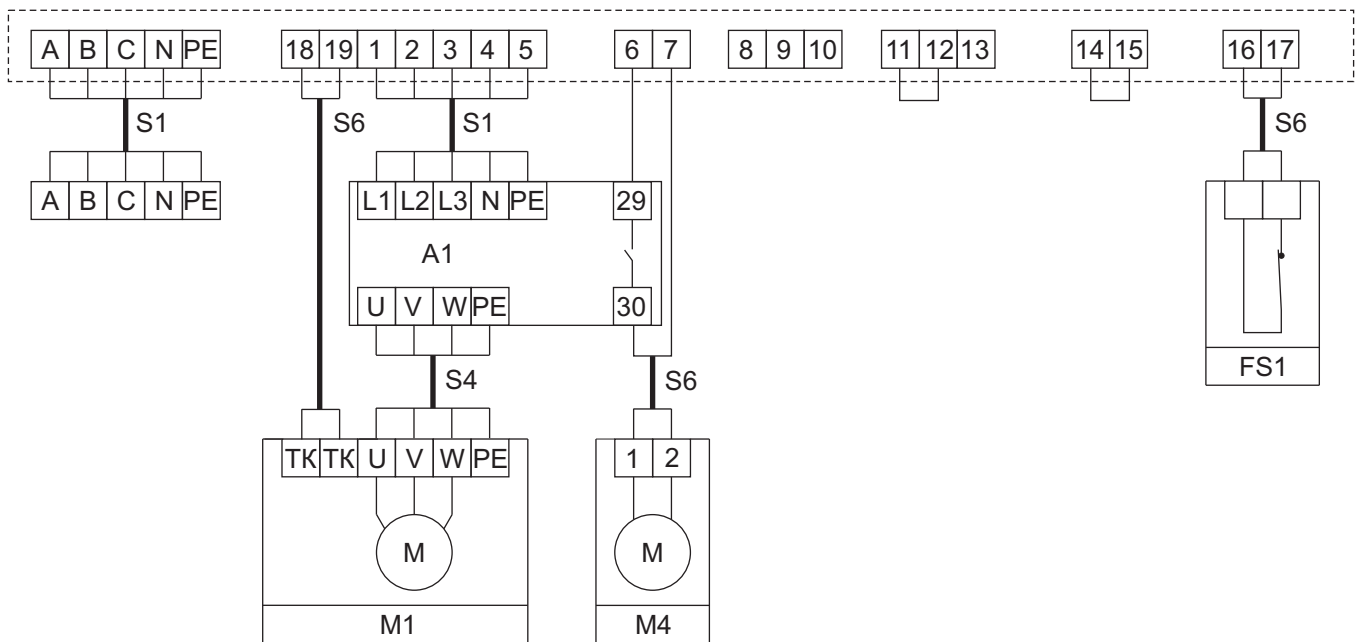 A B C N PE 18 19 1 2 3 4 5 6 7 8 9 10 11 12 13 14 15 16 17
S1 S6 S1 S6
A B C N PE L1 L2 L3 N PE 29
A1
U V W PE 30
FS1
S4 S6
TK TK U V W PE 1 2
M M
M1 M4